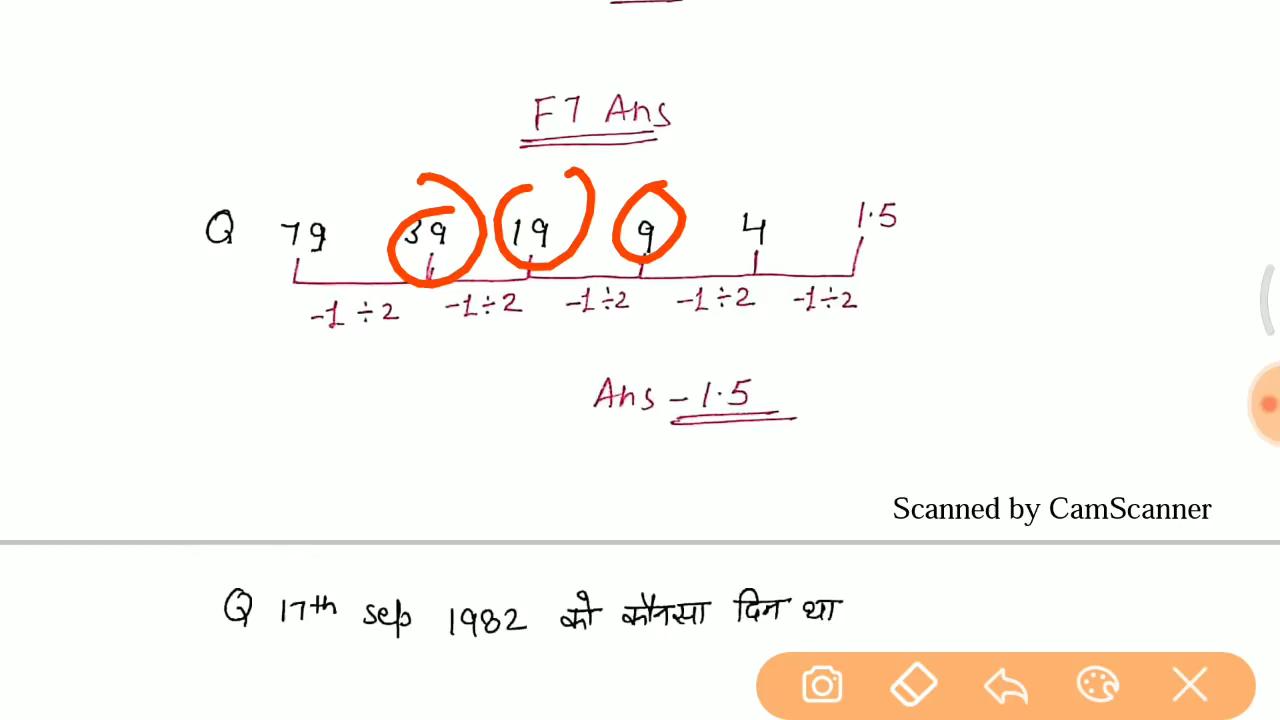 F7 Ans
Q 79 39 19 9 4 1.5
-1÷2 -1÷2 -1÷2 -1÷2 -1÷2
Ans - 1.5
Scanned by CamScanner
Q 17th sep 1982 को कौनसा दिन था